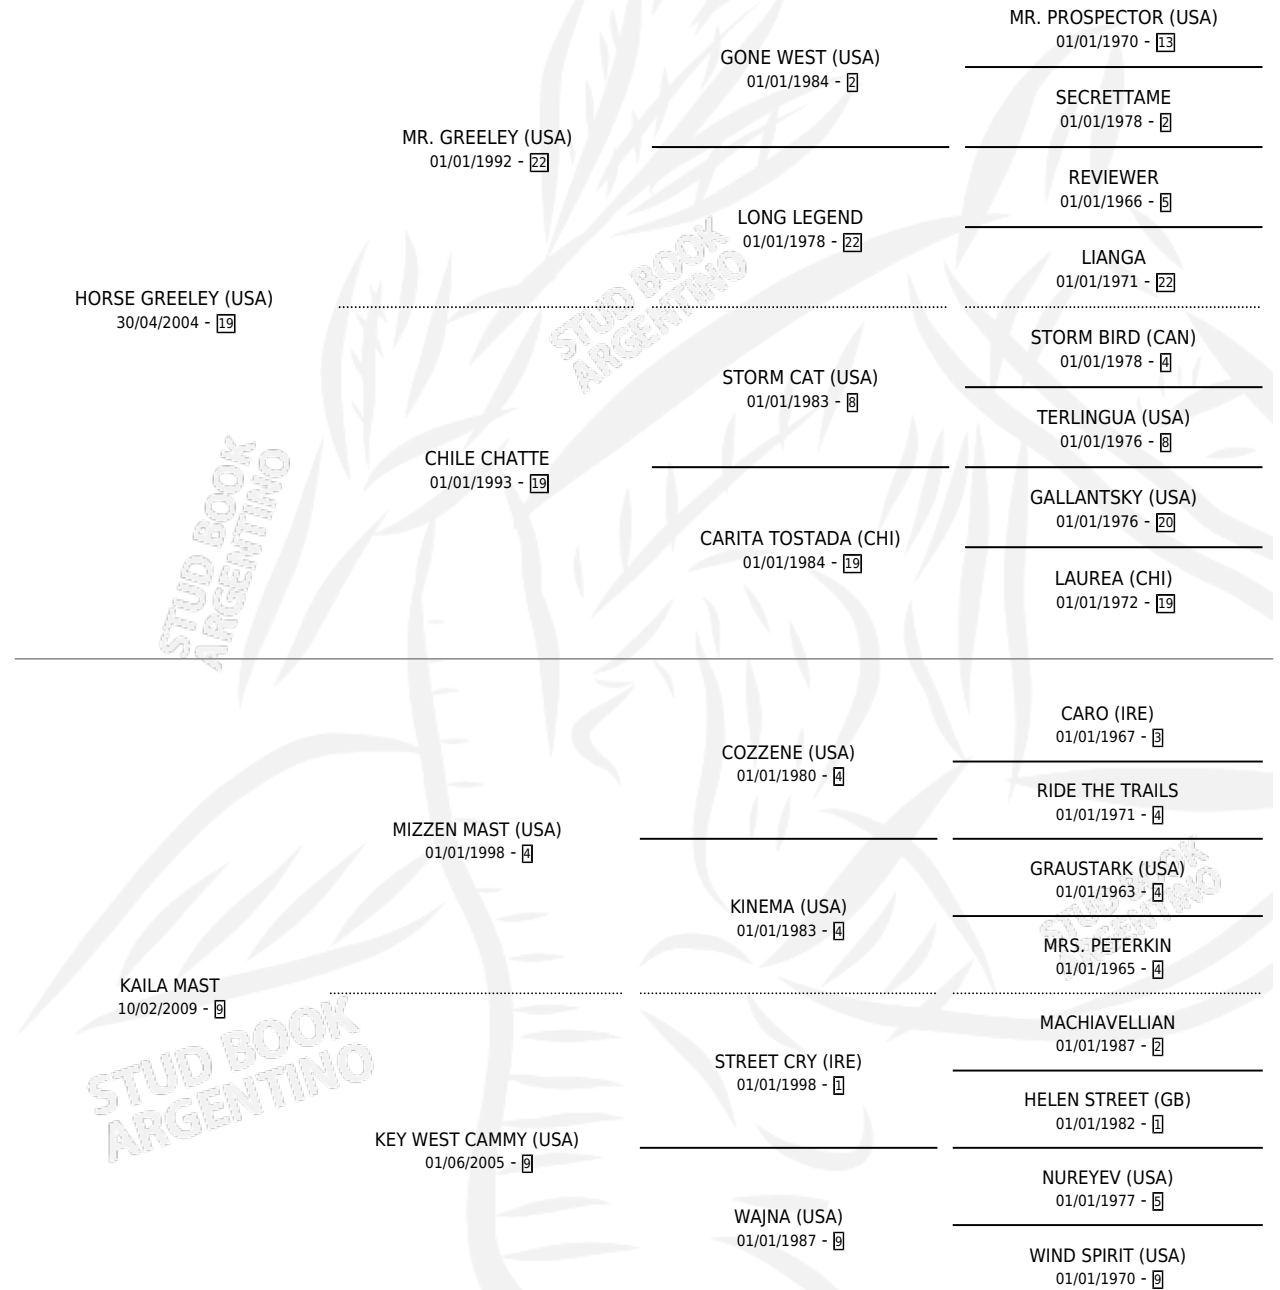 MR. PROSPECTOR (USA)
01/01/1970 - 13
GONE WEST (USA)
01/01/1984 - 2
SECRETTAME
01/01/1978 - 2
MR. GREELEY (USA)
01/01/1992 - 22
REVIEWER
01/01/1966 - 5
LONG LEGEND
01/01/1978 - 22
LIANGA
01/01/1971 - 22
HORSE GREELEY (USA)
30/04/2004 - 19
STORM BIRD (CAN)
01/01/1978 - 4
STORM CAT (USA)
01/01/1983 - 8
TERLINGUA (USA)
01/01/1976 - 8
CHILE CHATTE
01/01/1993 - 19
GALLANTSKY (USA)
01/01/1976 - 20
CARITA TOSTADA (CHI)
01/01/1984 - 19
LAUREA (CHI)
01/01/1972 - 19
CARO (IRE)
01/01/1967 - 3
COZZENE (USA)
01/01/1980 - 4
RIDE THE TRAILS
01/01/1971 - 4
MIZZEN MAST (USA)
01/01/1998 - 4
GRAUSTARK (USA)
01/01/1963 - 4
KINEMA (USA)
01/01/1983 - 4
MRS. PETERKIN
01/01/1965 - 4
KAILA MAST
10/02/2009 - 9
MACHIAVELLIAN
01/01/1987 - 2
STREET CRY (IRE)
01/01/1998 - 1
HELEN STREET (GB)
01/01/1982 - 1
KEY WEST CAMMY (USA)
01/06/2005 - 9
NUREYEV (USA)
01/01/1977 - 5
WAJNA (USA)
01/01/1987 - 9
WIND SPIRIT (USA)
01/01/1970 - 9
STUD BOOK
ARGENTINO
STUD BOOK
ARGENTINO
STUD BOOK
ARGENTINO
STUD BOOK
ARGENTINO